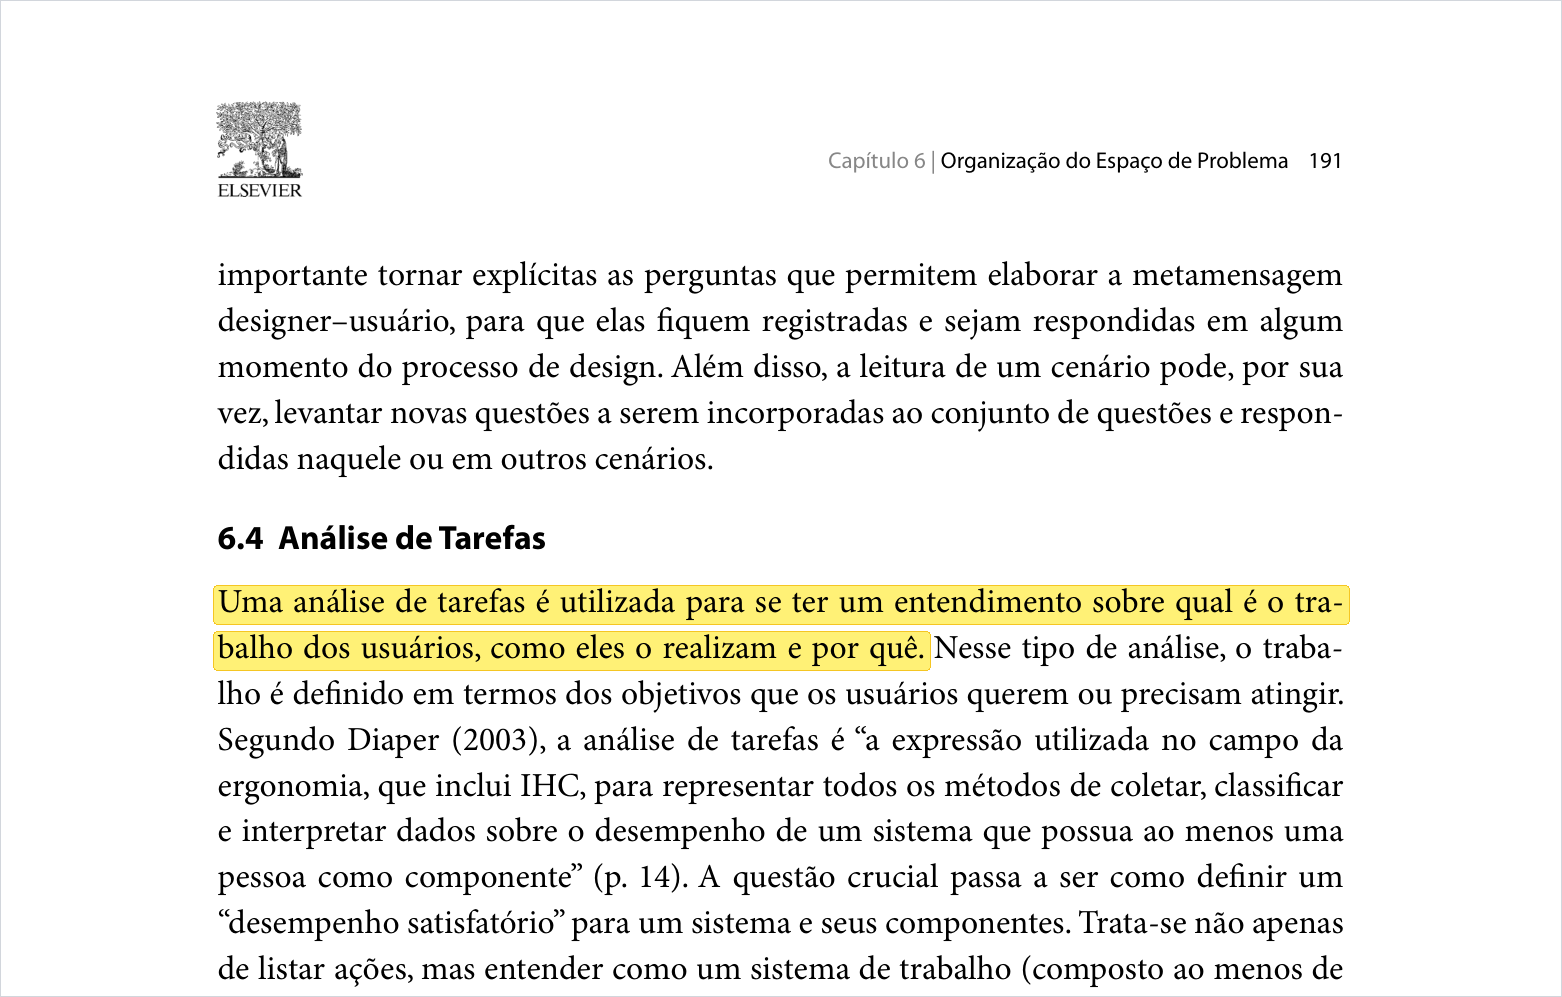 ELSEVIER
Capítulo 6 | Organização do Espaço de Problema 191
importante tornar explícitas as perguntas que permitem elaborar a metamensagem
designer–usuário, para que elas fiquem registradas e sejam respondidas em algum
momento do processo de design. Além disso, a leitura de um cenário pode, por sua
vez, levantar novas questões a serem incorporadas ao conjunto de questões e respon-
didas naquele ou em outros cenários.
6.4 Análise de Tarefas
Uma análise de tarefas é utilizada para se ter um entendimento sobre qual é o tra-
balho dos usuários, como eles o realizam e por quê. Nesse tipo de análise, o traba-
lho é definido em termos dos objetivos que os usuários querem ou precisam atingir.
Segundo Diaper (2003), a análise de tarefas é “a expressão utilizada no campo da
ergonomia, que inclui IHC, para representar todos os métodos de coletar, classificar
e interpretar dados sobre o desempenho de um sistema que possua ao menos uma
pessoa como componente” (p. 14). A questão crucial passa a ser como definir um
“desempenho satisfatório” para um sistema e seus componentes. Trata-se não apenas
de listar ações, mas entender como um sistema de trabalho (composto ao menos de